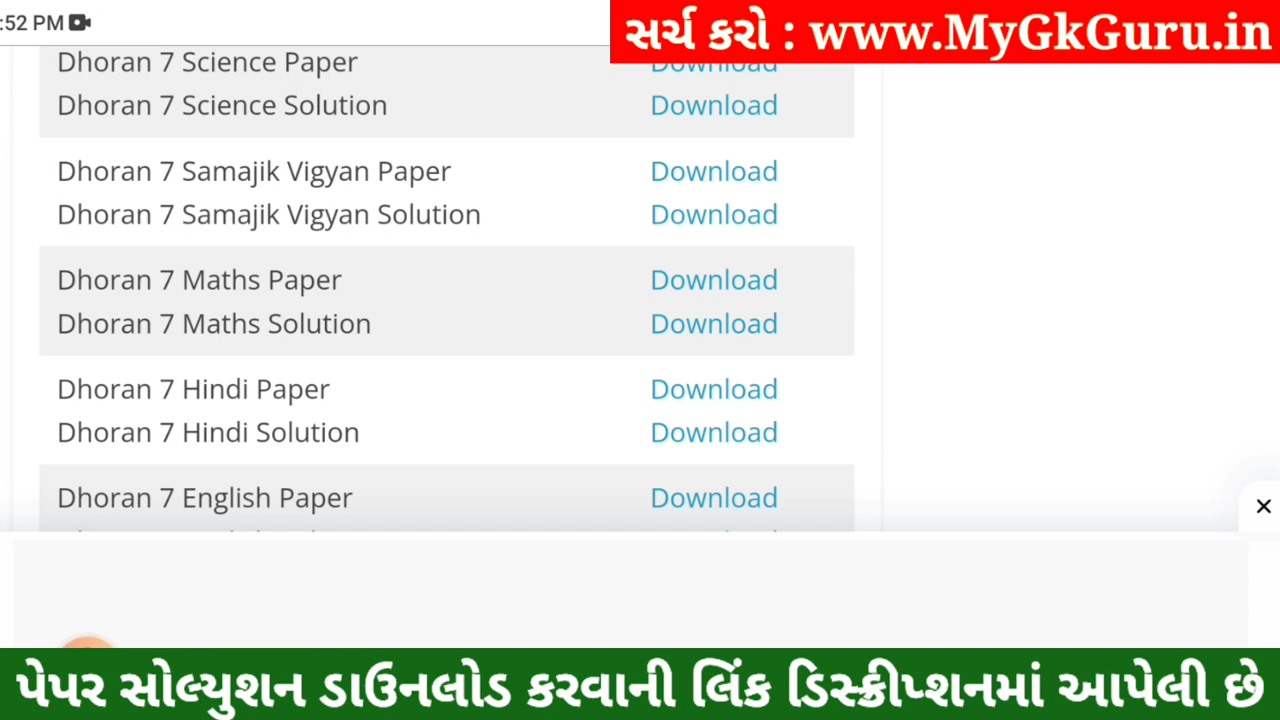 :52 PM
સર્ચ કરો : www.MyGkGuru.in
Dhoran 7 Science Paper Download
Dhoran 7 Science Solution Download
Dhoran 7 Samajik Vigyan Paper Download
Dhoran 7 Samajik Vigyan Solution Download
Dhoran 7 Maths Paper Download
Dhoran 7 Maths Solution Download
Dhoran 7 Hindi Paper Download
Dhoran 7 Hindi Solution Download
Dhoran 7 English Paper Download
પેપર સોલ્યુશન ડાઉનલોડ કરવાની લિંક ડિસ્ક્રીપ્શનમાં આપેલી છે